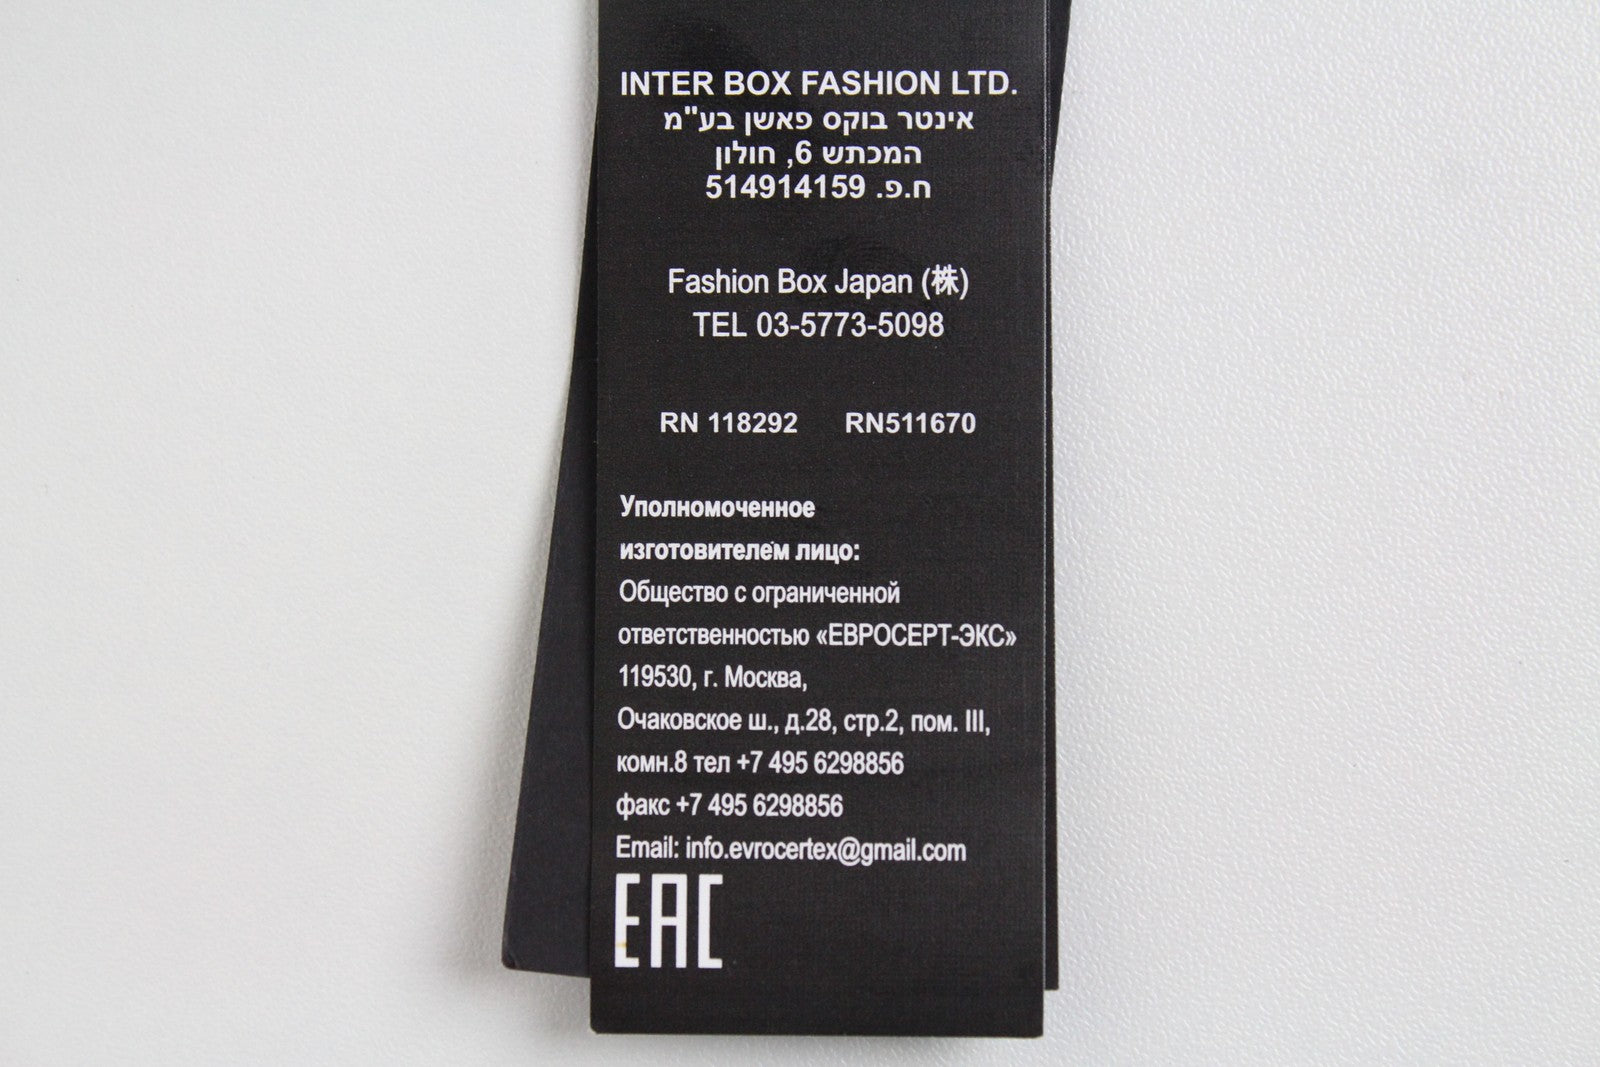 INTER BOX FASHION LTD.
אינטר בוקס פאשן בע"מ
המכתש 6, חולון
ח.פ. 514914159
Fashion Box Japan (株)
TEL 03-5773-5098
RN 118292 RN511670
Уполномоченное
изготовителем лицо:
Общество с ограниченной
ответственностью «ЕВРОСЕРТ-ЭКС»
119530, г. Москва,
Очаковское ш., д.28, стр.2, пом. III,
комн.8 тел +7 495 6298856
факс +7 495 6298856
Email: info.evrocertex@gmail.com
EAC